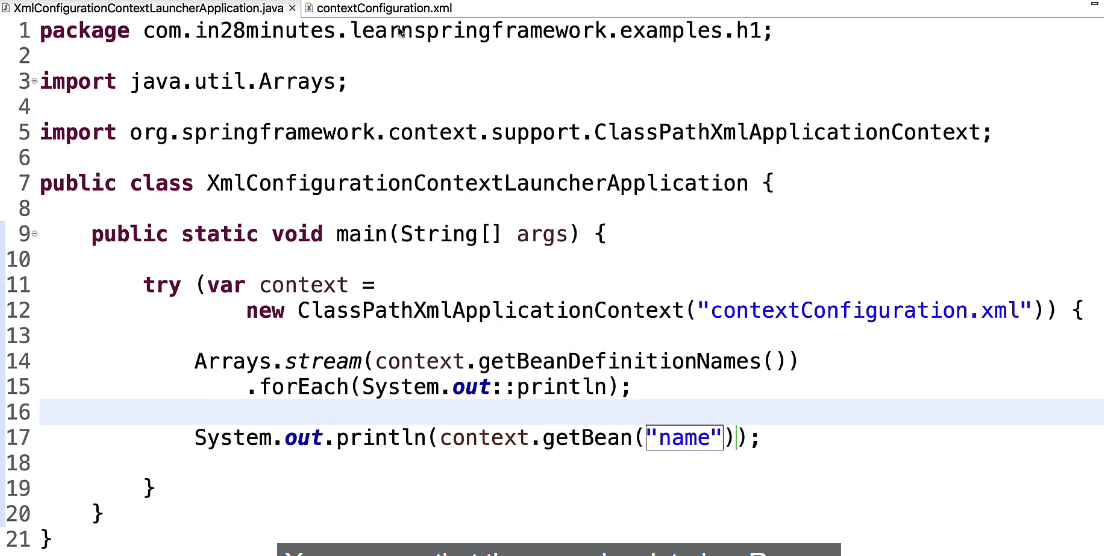 XmlConfigurationContextLauncherApplication.java × contextConfiguration.xml
1 package com.in28minutes.learnspringframework.examples.h1;
2
3 import java.util.Arrays;
4
5 import org.springframework.context.support.ClassPathXmlApplicationContext;
6
7 public class XmlConfigurationContextLauncherApplication {
8
9 public static void main(String[] args) {
10
11 try (var context =
12 new ClassPathXmlApplicationContext("contextConfiguration.xml")) {
13
14 Arrays.stream(context.getBeanDefinitionNames())
15 .forEach(System.out::println);
16
17 System.out.println(context.getBean("name"));
18
19 }
20 }
21 }